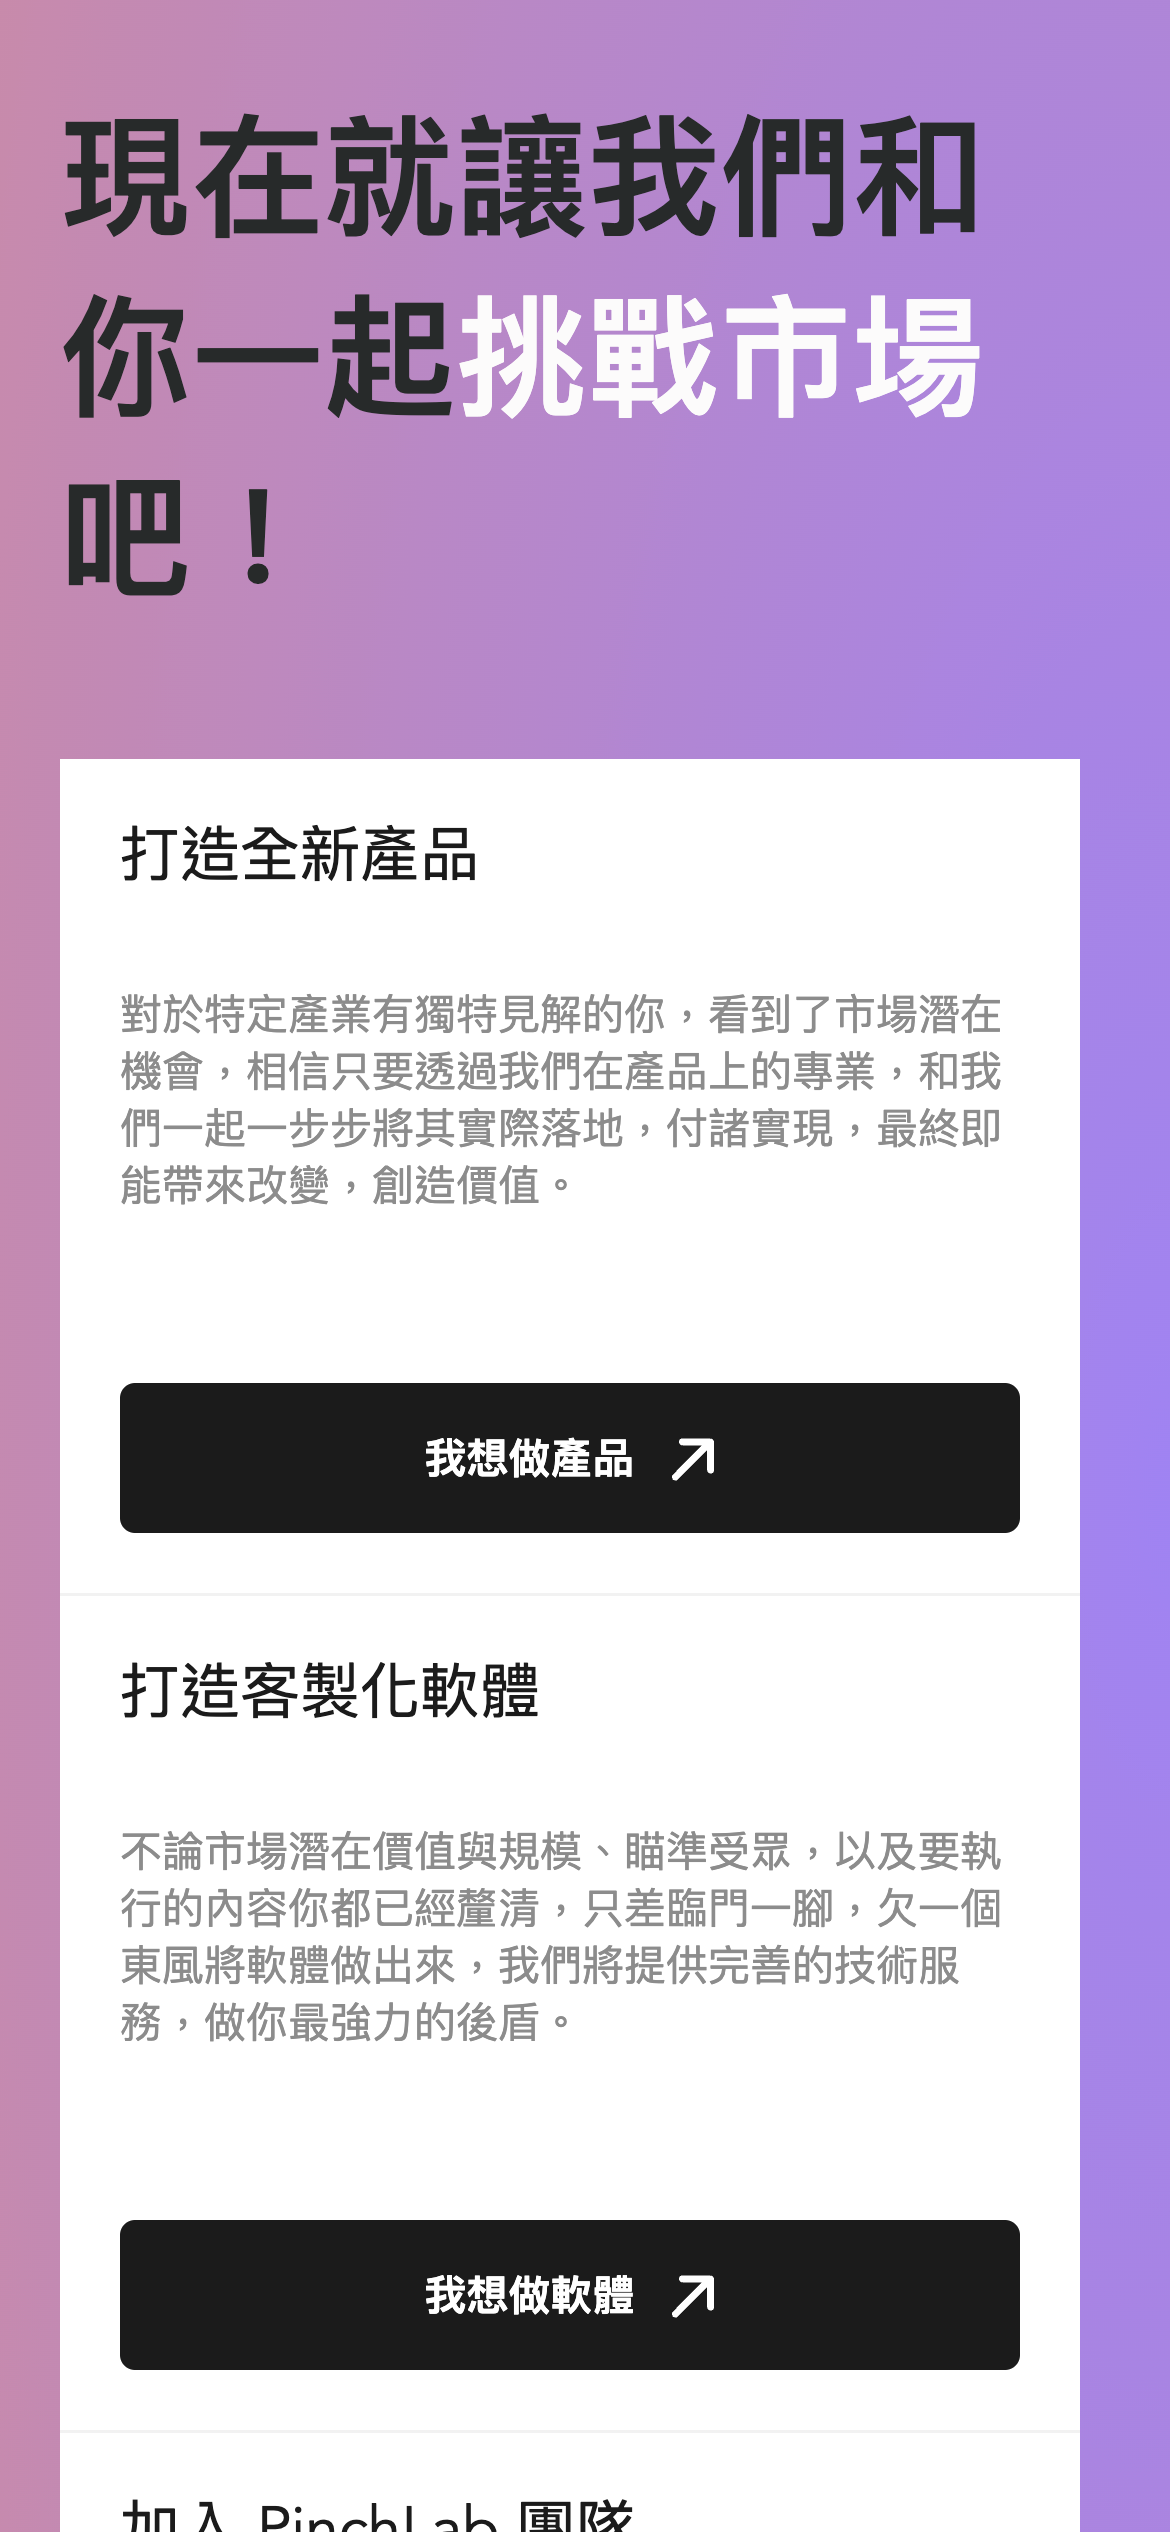 現在就讓我們和
你一起挑戰市場
吧！
打造全新產品
對於特定產業有獨特見解的你，看到了市場潛在
機會，相信只要透過我們在產品上的專業，和我
們一起一步步將其實際落地，付諸實現，最終即
能帶來改變，創造價值。
我想做產品
打造客製化軟體
不論市場潛在價值與規模、瞄準受眾，以及要執
行的內容你都已經釐清，只差臨門一腳，欠一個
東風將軟體做出來，我們將提供完善的技術服
務，做你最強力的後盾。
我想做軟體
加入 PinchLab 團隊